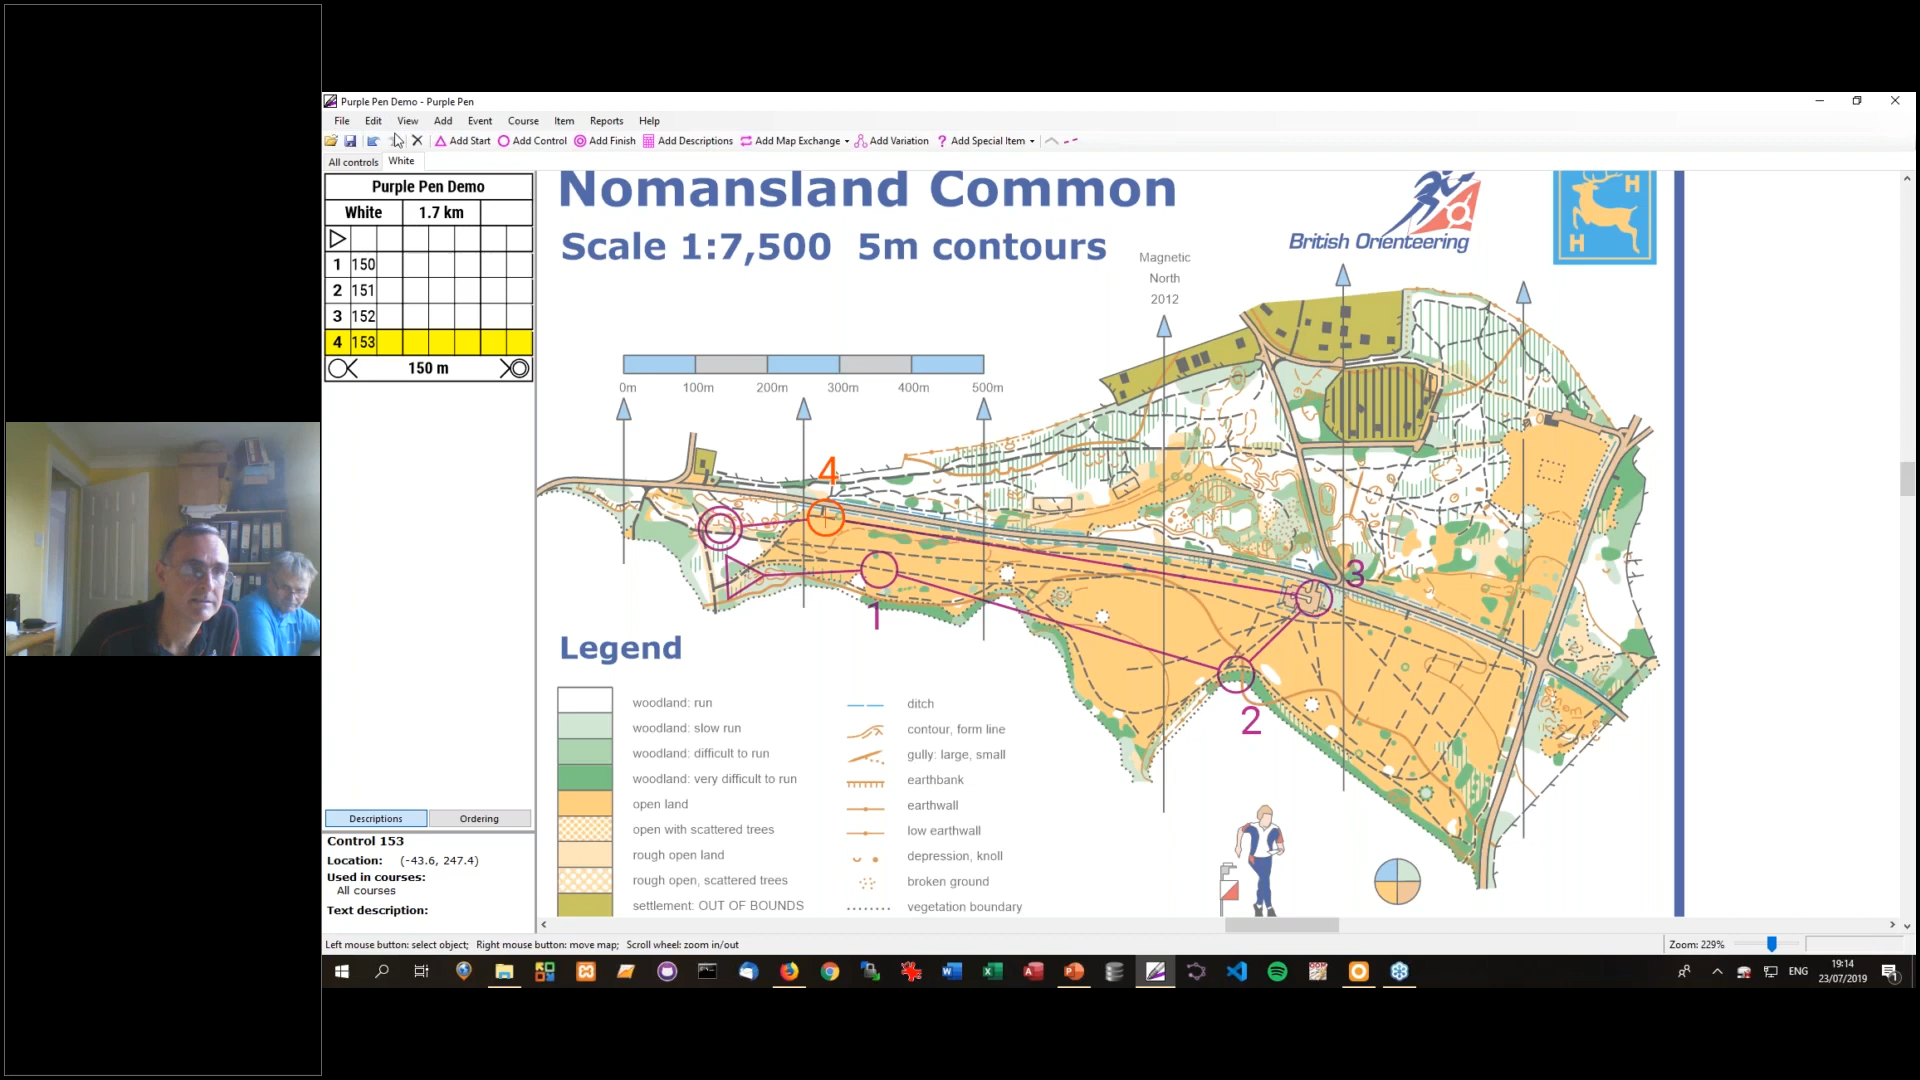 Purple Pen Demo - Purple Pen
File Edit View Add Event Course Item Reports Help
Add Start Add Control Add Finish Add Descriptions Add Map Exchange Add Variation ? Add Special Item
All controls White
Purple Pen Demo
White 1.7 km
1 150
2 151
3 152
4 153
150 m
Nomansland Common
Scale 1:7,500 5m contours
British Orienteering
H
H
Magnetic
North
2012
0m 100m 200m 300m 400m 500m
4
3
1
2
Legend
woodland: run
woodland: slow run
woodland: difficult to run
woodland: very difficult to run
open land
open with scattered trees
rough open land
rough open, scattered trees
settlement: OUT OF BOUNDS
ditch
contour, form line
gully: large, small
earthbank
earthwall
low earthwall
depression, knoll
broken ground
vegetation boundary
Descriptions Ordering
Control 153
Location: (-43.6, 247.4)
Used in courses:
All courses
Text description:
Left mouse button: select object; Right mouse button: move map; Scroll wheel: zoom in/out
Zoom: 229%
ENG
19:14
23/07/2019
1